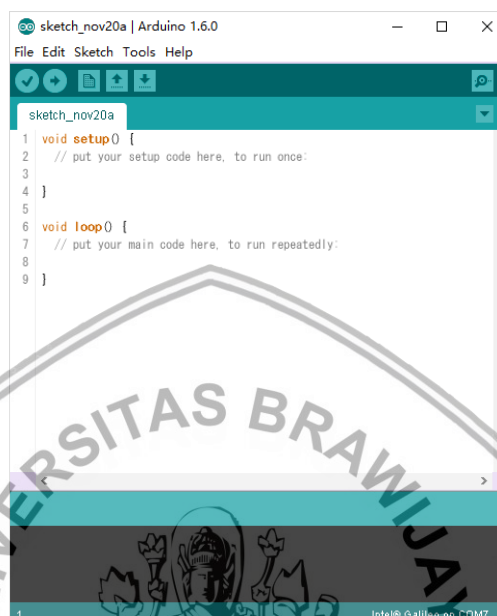 sketch_nov20a | Arduino 1.6.0
File Edit Sketch Tools Help
sketch_nov20a
1 void setup() {
2 // put your setup code here, to run once:
3
4 }
5
6 void loop() {
7 // put your main code here, to run repeatedly:
8
9 }
ERSITAS BRAWIJAY
1 Intel® Galileo on COM7